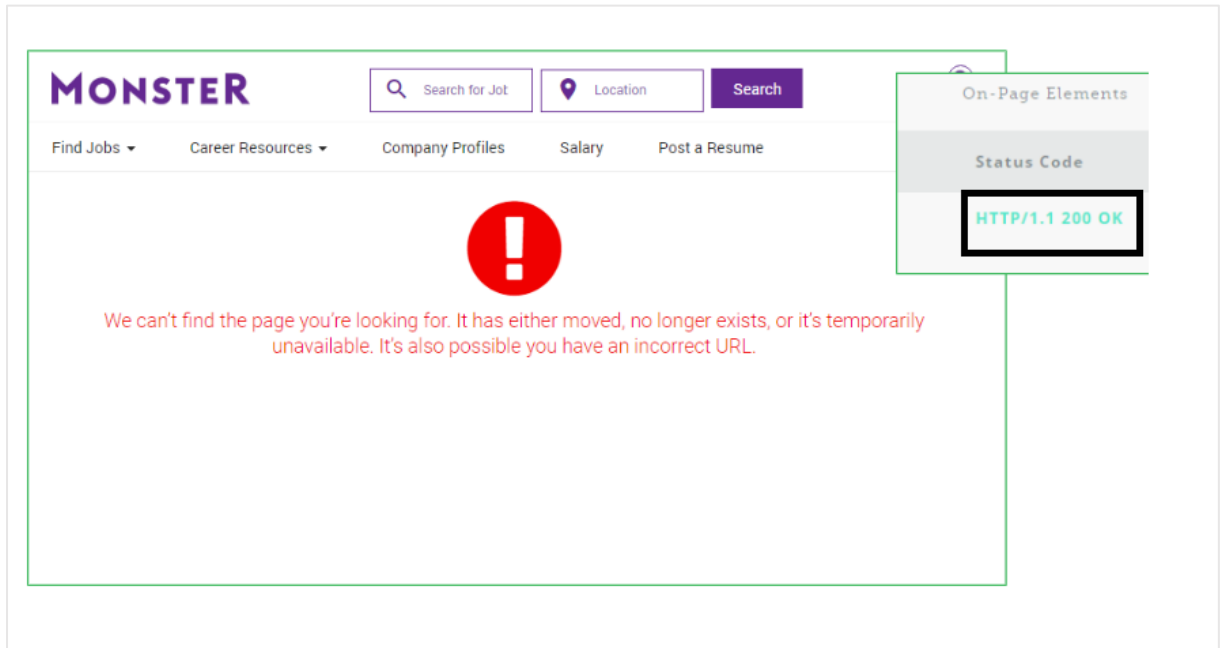 MONSTER
Search for Jot
Location
Search
On-Page Elements
Find Jobs
Career Resources
Company Profiles
Salary
Post a Resume
Status Code
HTTP/1.1 200 OK
We can't find the page you're looking for. It has either moved, no longer exists, or it's temporarily
unavailable. It's also possible you have an incorrect URL.